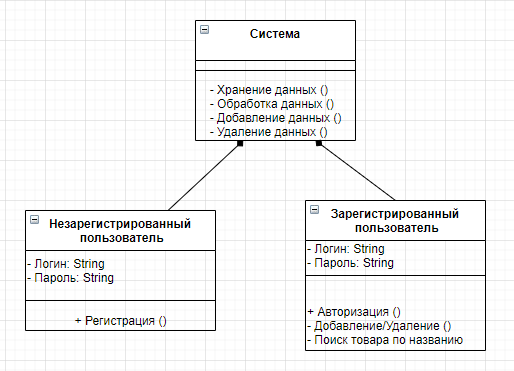 Система
- Хранение данных ()
- Обработка данных ()
- Добавление данных ()
- Удаление данных ()
Незарегистрированный
пользователь
- Логин: String
- Пароль: String
+ Регистрация ()
Зарегистрированный
пользователь
- Логин: String
- Пароль: String
+ Авторизация ()
- Добавление/Удаление ()
- Поиск товара по названию